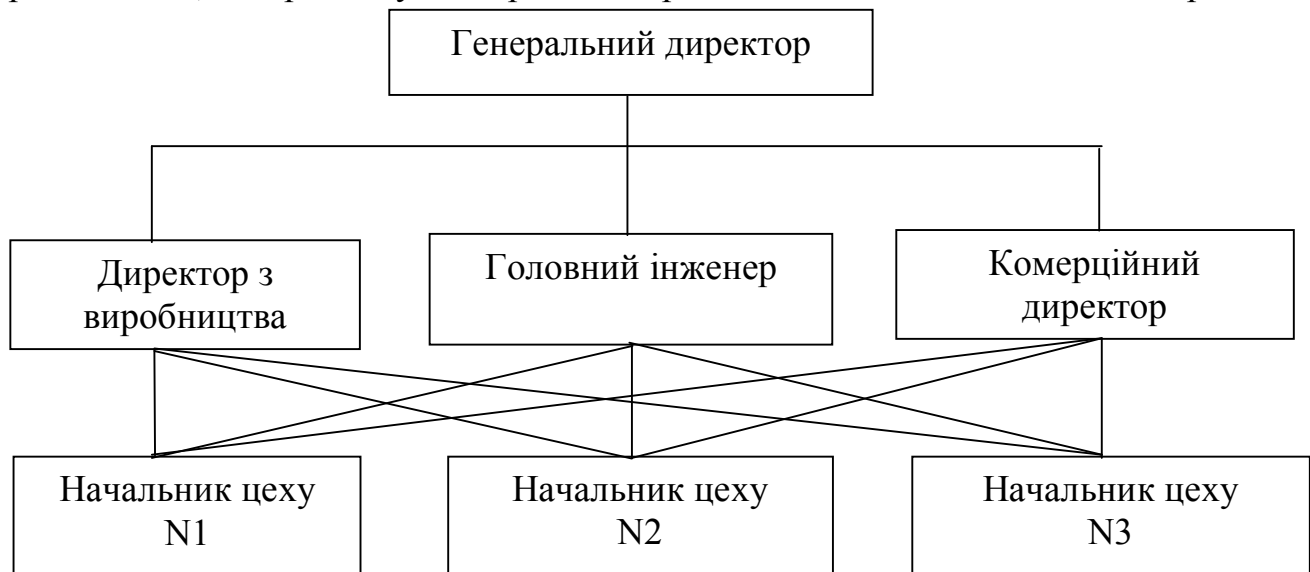 Генеральний директор
Директор з
виробництва
Головний інженер
Комерційний
директор
Начальник цеху
N1
Начальник цеху
N2
Начальник цеху
N3